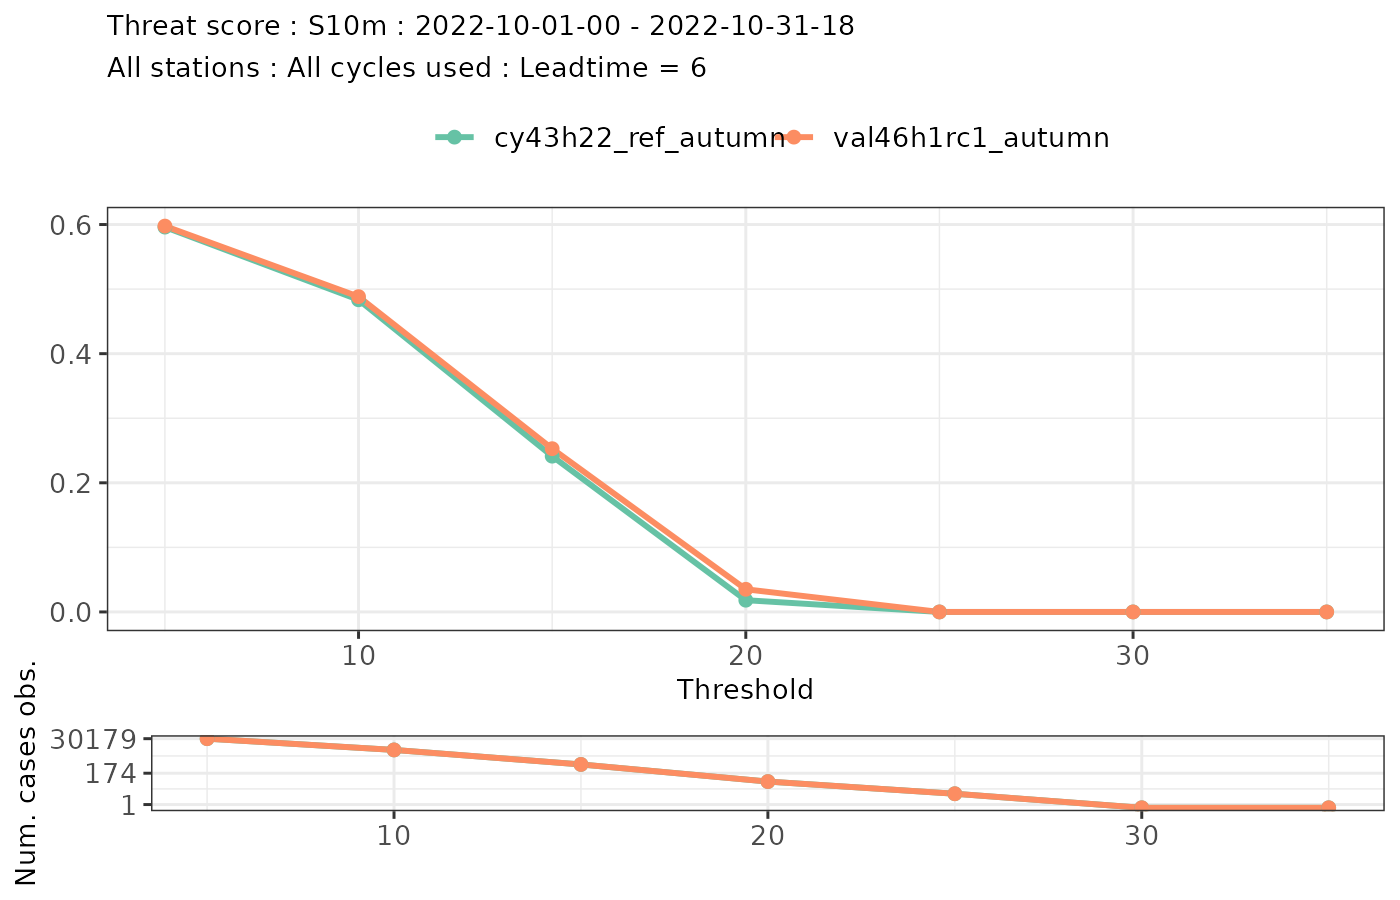 Threat score : S10m : 2022-10-01-00 - 2022-10-31-18
All stations : All cycles used : Leadtime = 6
cy43h22_ref_autumn val46h1rc1_autumn
0.6
0.4
0.2
0.0
10 20 30
Threshold
Num. cases obs.
30179
174
1
10 20 30